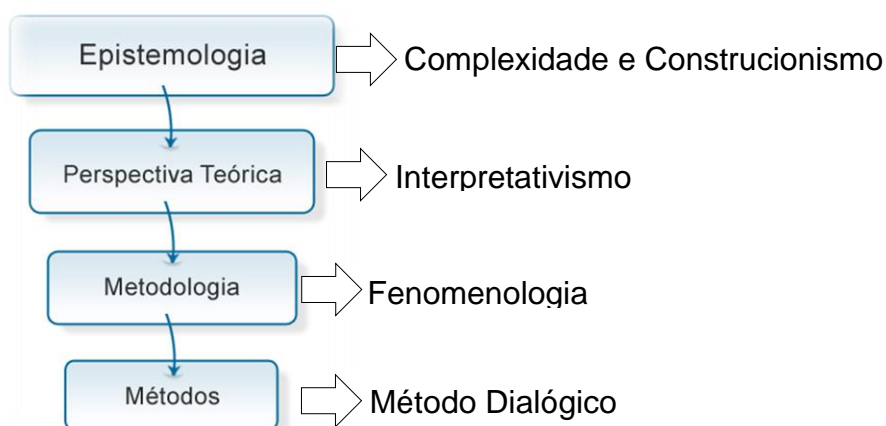 Epistemologia
Complexidade e Construcionismo
Perspectiva Teórica
Interpretativismo
Metodologia
Fenomenologia
Métodos
Método Dialógico